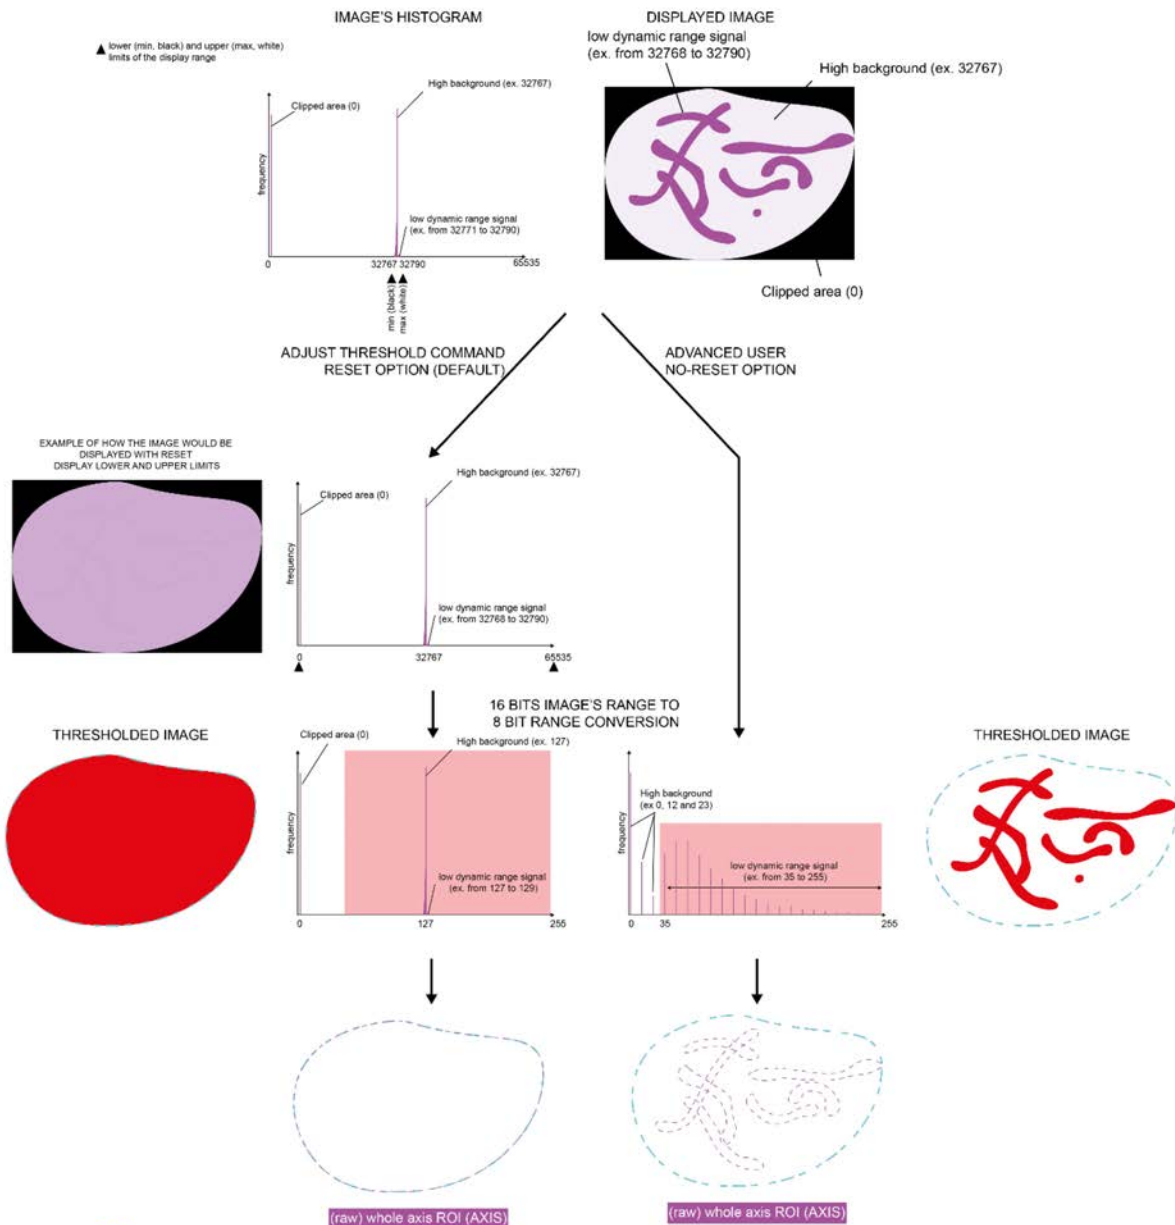 IMAGE'S HISTOGRAM
▲ lower (min, black) and upper (max, white)
limits of the display range
Clipped area (0)
High background (ex. 32767)
frequency
low dynamic range signal
(ex. from 32771 to 32790)
0
32767
32790
65535
min (black)
max (white)
DISPLAYED IMAGE
low dynamic range signal
(ex. from 32768 to 32790)
High background (ex. 32767)
Clipped area (0)
ADJUST THRESHOLD COMMAND
RESET OPTION (DEFAULT)
ADVANCED USER
NO-RESET OPTION
EXAMPLE OF HOW THE IMAGE WOULD BE
DISPLAYED WITH RESET
DISPLAY LOWER AND UPPER LIMITS
Clipped area (0)
High background (ex. 32767)
frequency
low dynamic range signal
(ex. from 32768 to 32790)
0
32767
65535
16 BITS IMAGE'S RANGE TO
8 BIT RANGE CONVERSION
THRESHOLDED IMAGE
Clipped area (0)
High background (ex. 127)
frequency
low dynamic range signal
(ex. from 127 to 129)
0
127
255
High background
(ex 0, 12 and 23)
frequency
low dynamic range signal
(ex. from 35 to 255)
0
35
255
THRESHOLDED IMAGE
(raw) whole axis ROI (AXIS)
(raw) whole axis ROI (AXIS)